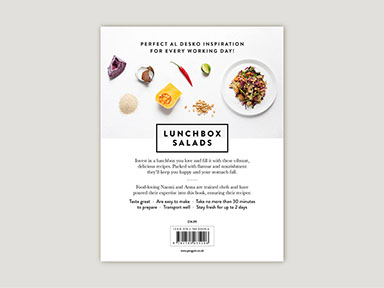 PERFECT AL DESKO INSPIRATION
FOR EVERY WORKING DAY!
LUNCHBOX
SALADS
Invest in a lunchbox you love and fill it with these vibrant,
delicious recipes. Packed with flavour and nourishment
they'll keep you happy and your stomach full.
Food-loving Naomi and Anna are trained chefs and have
poured their expertise into this book, ensuring their recipes:
Taste great · Are easy to make · Take no more than 30 minutes
to prepare · Transport well · Stay fresh for up to 2 days
www.penguin.co.uk